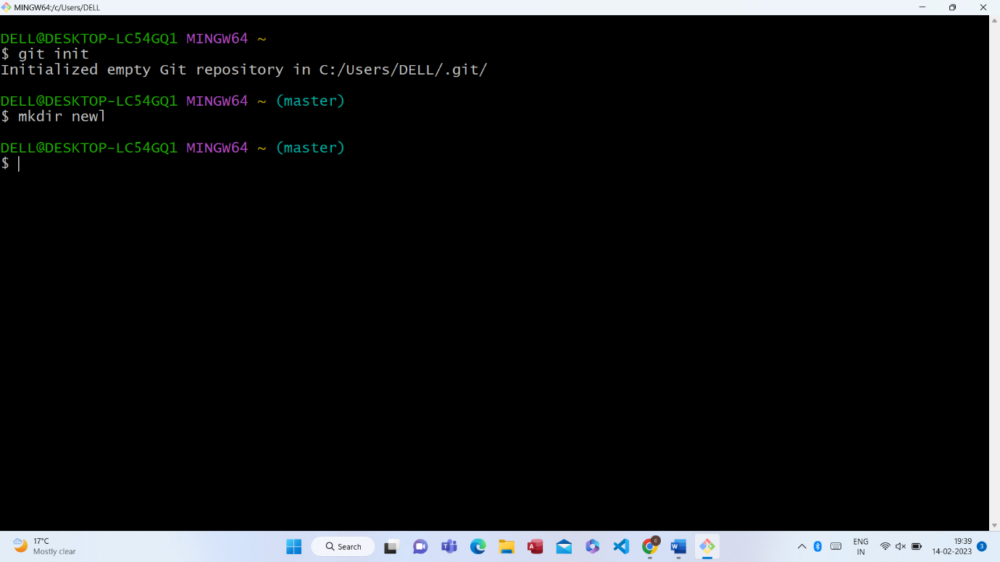 MINGW64:/c/Users/DELL
DELL@DESKTOP-LC54GQ1 MINGW64 ~
$ git init
Initialized empty Git repository in C:/Users/DELL/.git/
DELL@DESKTOP-LC54GQ1 MINGW64 ~ (master)
$ mkdir newl
DELL@DESKTOP-LC54GQ1 MINGW64 ~ (master)
$
17°C
Mostly clear
Search
ENG
IN
19:39
14-02-2023
3